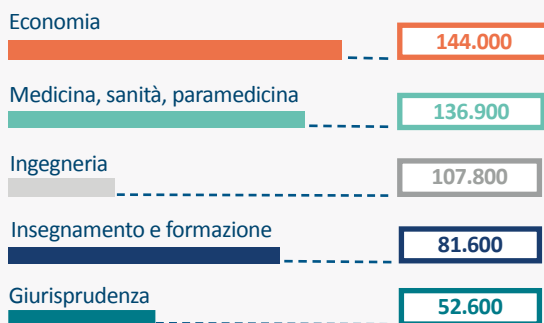 Economia
144.000
Medicina, sanità, paramedicina
136.900
Ingegneria
107.800
Insegnamento e formazione
81.600
Giurisprudenza
52.600